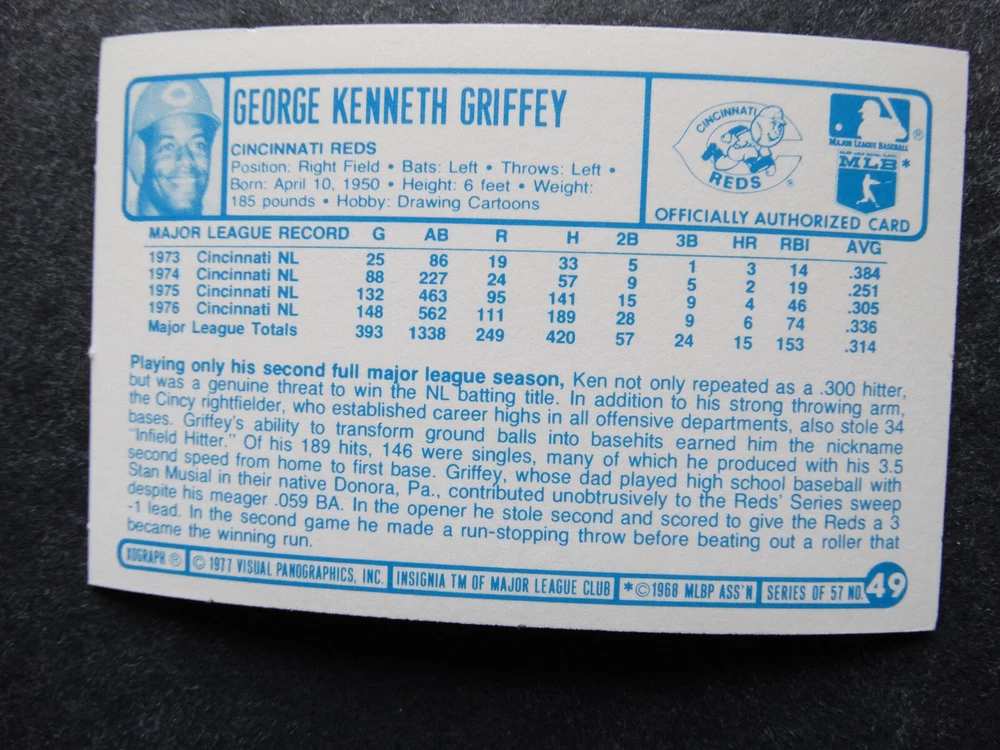 GEORGE KENNETH GRIFFEY
CINCINNATI REDS
Position: Right Field • Bats: Left • Throws: Left •
Born: April 10, 1950 • Height: 6 feet • Weight:
185 pounds • Hobby: Drawing Cartoons
CINCINNATI
REDS ®
MAJOR LEAGUE BASEBALL ®
MLB *
OFFICIALLY AUTHORIZED CARD
MAJOR LEAGUE RECORD G AB R H 2B 3B HR RBI AVG
1973 Cincinnati NL 25 86 19 33 5 1 3 14 .384
1974 Cincinnati NL 88 227 24 57 9 5 2 19 .251
1975 Cincinnati NL 132 463 95 141 15 9 4 46 .305
1976 Cincinnati NL 148 562 111 189 28 9 6 74 .336
Major League Totals 393 1338 249 420 57 24 15 153 .314
Playing only his second full major league season, Ken not only repeated as a .300 hitter,
but was a genuine threat to win the NL batting title. In addition to his strong throwing arm,
the Cincy rightfielder, who established career highs in all offensive departments, also stole 34
bases. Griffey's ability to transform ground balls into basehits earned him the nickname
"Infield Hitter." Of his 189 hits, 146 were singles, many of which he produced with his 3.5
second speed from home to first base. Griffey, whose dad played high school baseball with
Stan Musial in their native Donora, Pa., contributed unobtrusively to the Reds' Series sweep
despite his meager .059 BA. In the opener he stole second and scored to give the Reds a 3
-1 lead. In the second game he made a run-stopping throw before beating out a roller that
became the winning run.
XOGRAPH ® © 1977 VISUAL PANOGRAPHICS, INC. INSIGNIA TM OF MAJOR LEAGUE CLUB *©1968 MLBP ASS'N SERIES OF 57 NO. 49